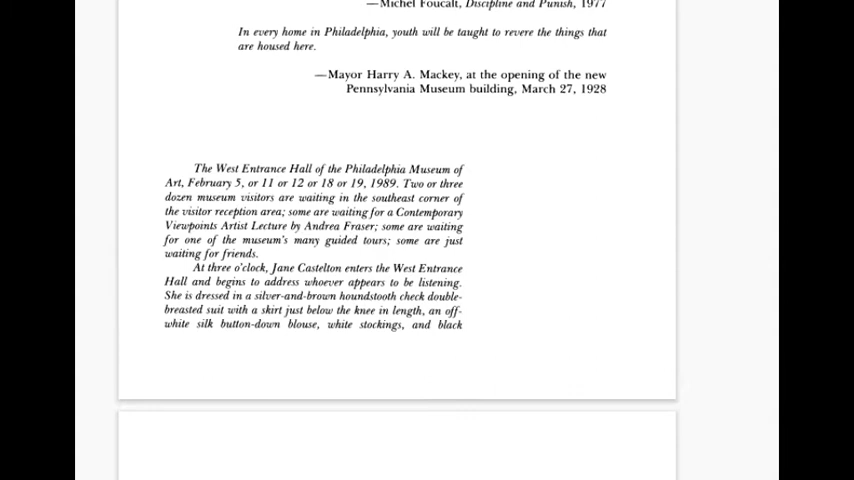 —Michel Foucalt, Discipline and Punish, 1977
In every home in Philadelphia, youth will be taught to revere the things that
are housed here.
—Mayor Harry A. Mackey, at the opening of the new
Pennsylvania Museum building, March 27, 1928
The West Entrance Hall of the Philadelphia Museum of
Art, February 5, or 11 or 12 or 18 or 19, 1989. Two or three
dozen museum visitors are waiting in the southeast corner of
the visitor reception area; some are waiting for a Contemporary
Viewpoints Artist Lecture by Andrea Fraser; some are waiting
for one of the museum's many guided tours; some are just
waiting for friends.
At three o'clock, Jane Castelton enters the West Entrance
Hall and begins to address whoever appears to be listening.
She is dressed in a silver-and-brown houndstooth check double-
breasted suit with a skirt just below the knee in length, an off-
white silk button-down blouse, white stockings, and black